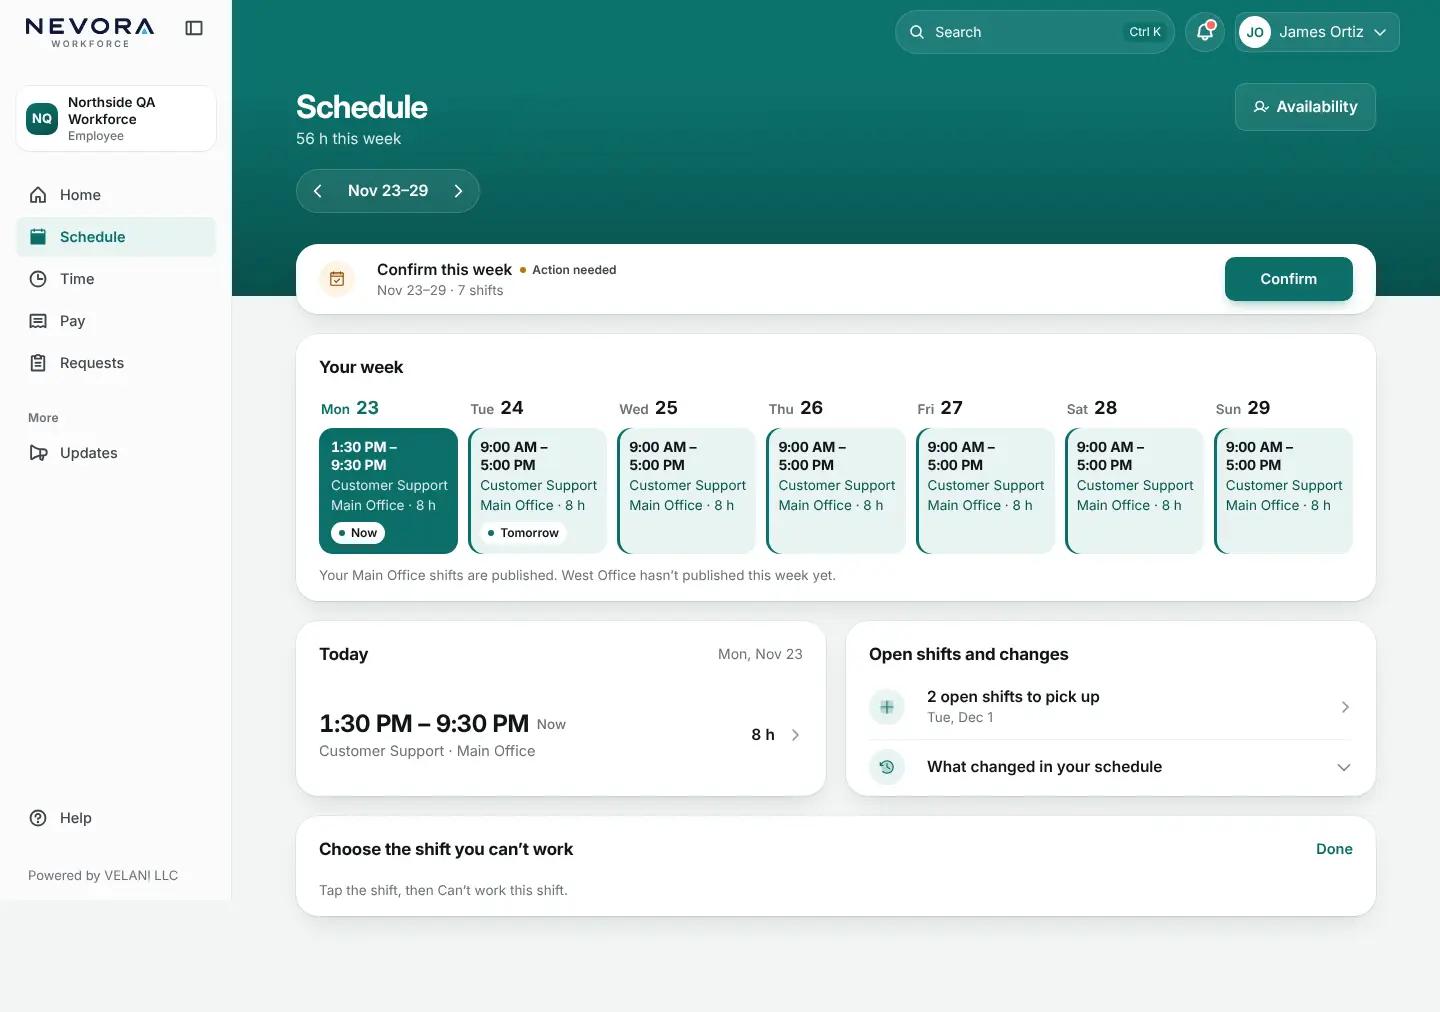 NEVORA
WORKFORCE
Search
Ctrl K
JO
James Ortiz
NQ
Northside QA
Workforce
Employee
Home
Schedule
Time
Pay
Requests
More
Updates
Help
Powered by VELANI LLC
Schedule
56 h this week
Availability
Nov 23–29
Confirm this week
Action needed
Nov 23–29 · 7 shifts
Confirm
Your week
Mon 23
1:30 PM –
9:30 PM
Customer Support
Main Office · 8 h
Now
Tue 24
9:00 AM –
5:00 PM
Customer Support
Main Office · 8 h
Tomorrow
Wed 25
9:00 AM –
5:00 PM
Customer Support
Main Office · 8 h
Thu 26
9:00 AM –
5:00 PM
Customer Support
Main Office · 8 h
Fri 27
9:00 AM –
5:00 PM
Customer Support
Main Office · 8 h
Sat 28
9:00 AM –
5:00 PM
Customer Support
Main Office · 8 h
Sun 29
9:00 AM –
5:00 PM
Customer Support
Main Office · 8 h
Your Main Office shifts are published. West Office hasn’t published this week yet.
Today
Mon, Nov 23
1:30 PM – 9:30 PM Now
Customer Support · Main Office
8 h
Open shifts and changes
2 open shifts to pick up
Tue, Dec 1
What changed in your schedule
Choose the shift you can’t work
Done
Tap the shift, then Can’t work this shift.